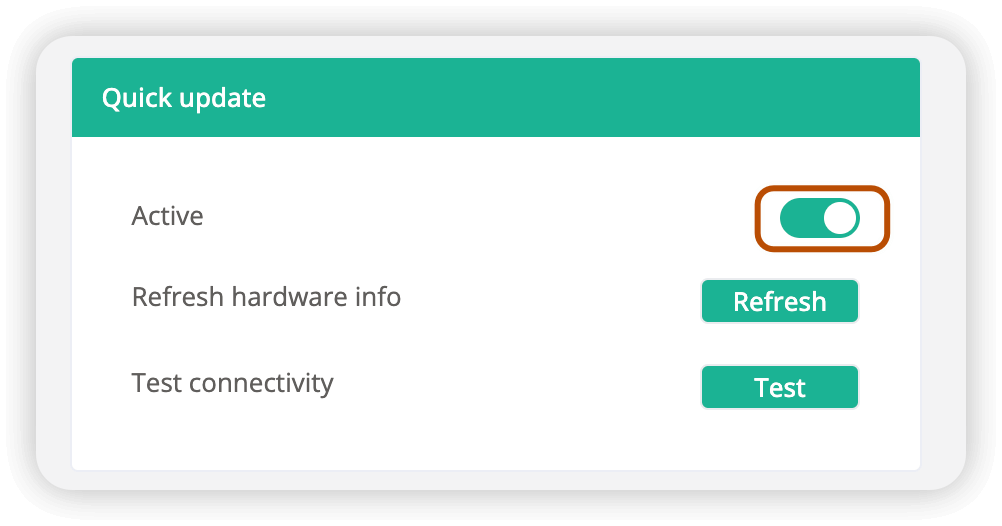 Quick update
Active
Refresh hardware info
Refresh
Test connectivity
Test